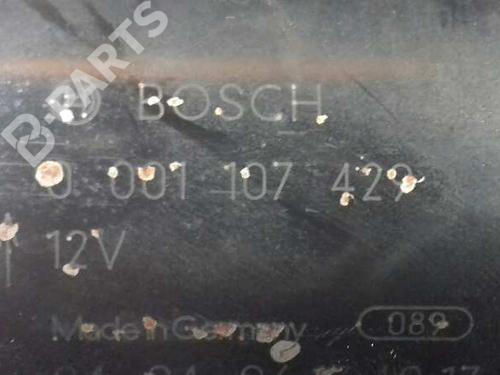 B-PARTS
BOSCH
0 001 107 429
12V
Made in Germany
089